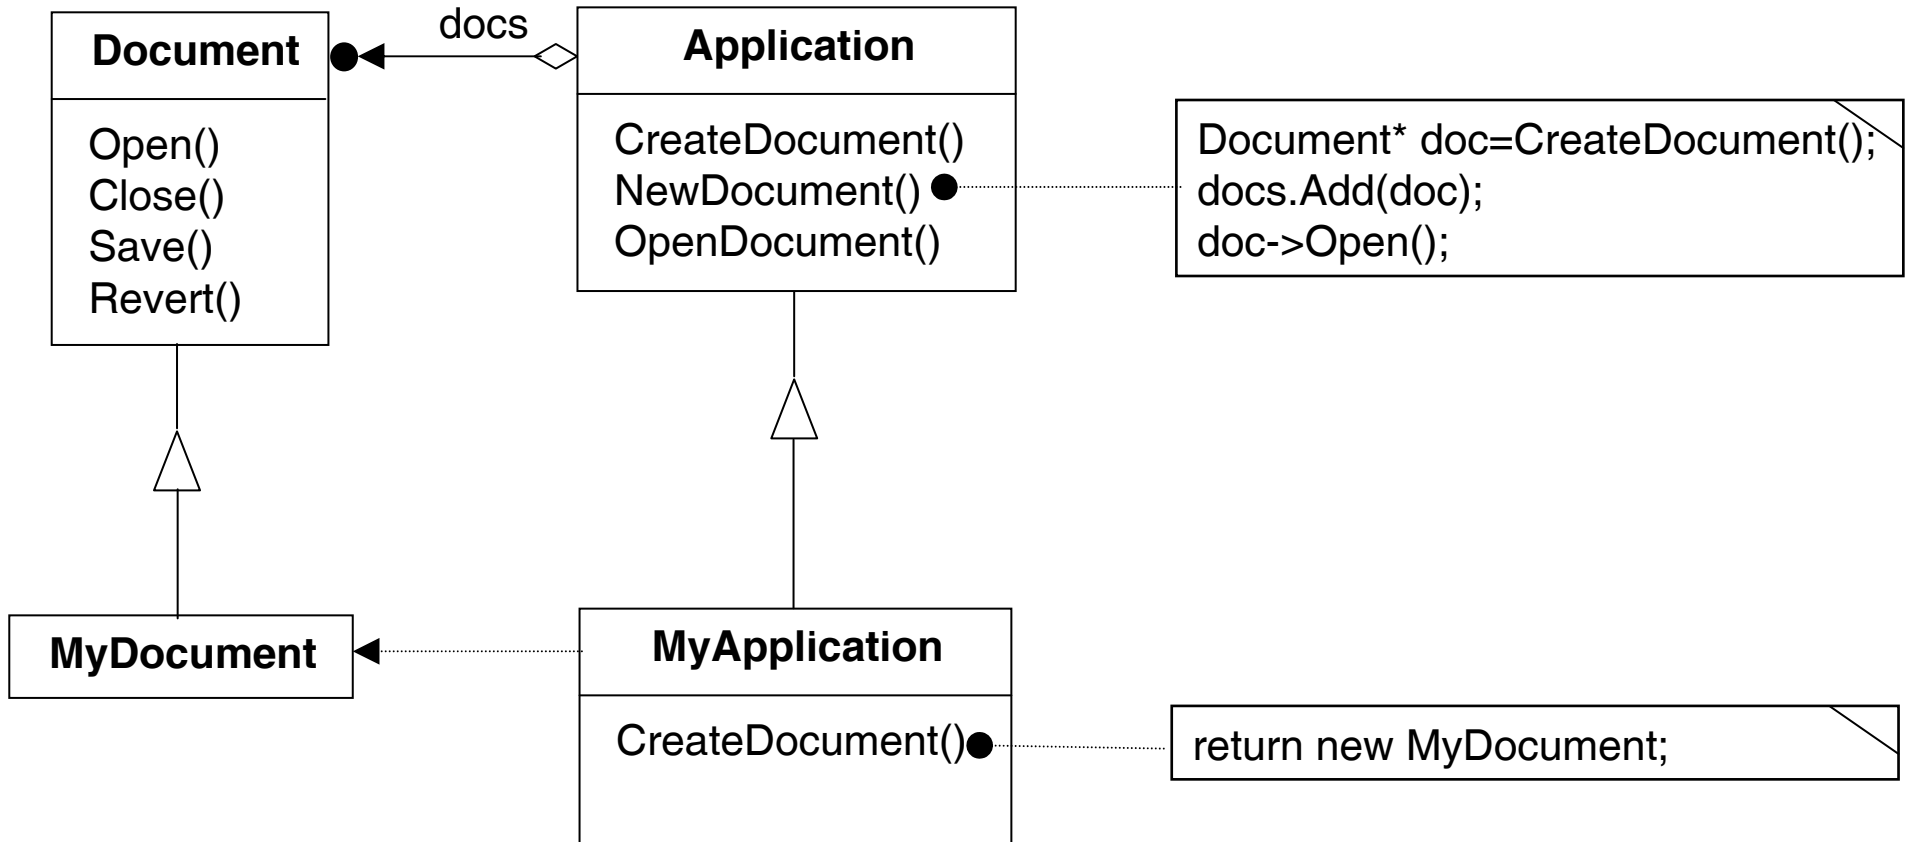 Document
docs
Application
Open()
Close()
Save()
Revert()
CreateDocument()
NewDocument()
OpenDocument()
Document* doc=CreateDocument();
docs.Add(doc);
doc->Open();
MyDocument
MyApplication
CreateDocument()
return new MyDocument;